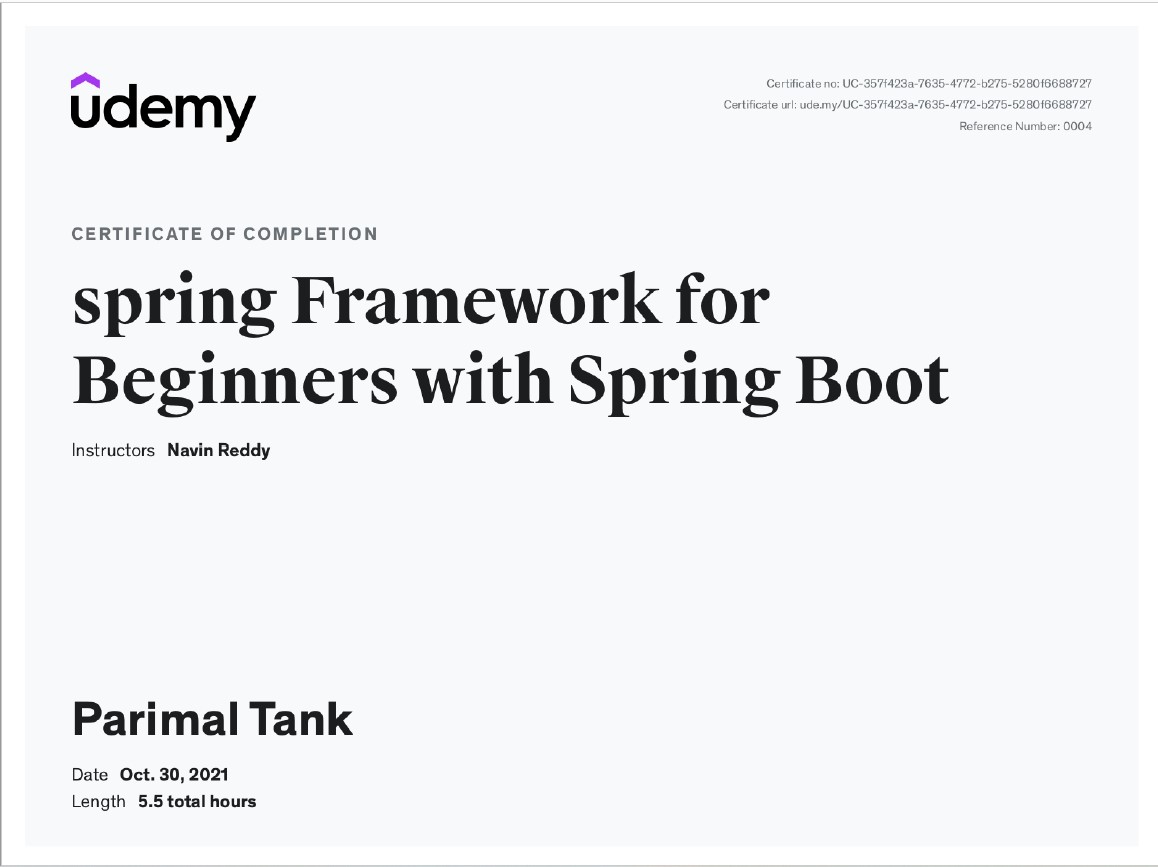 udemy
Certificate no: UC-357f423a-7635-4772-b275-5280f6688727
Certificate url: ude.my/UC-357f423a-7635-4772-b275-5280f6688727
Reference Number: 0004
CERTIFICATE OF COMPLETION
spring Framework for
Beginners with Spring Boot
Instructors Navin Reddy
Parimal Tank
Date Oct. 30, 2021
Length 5.5 total hours